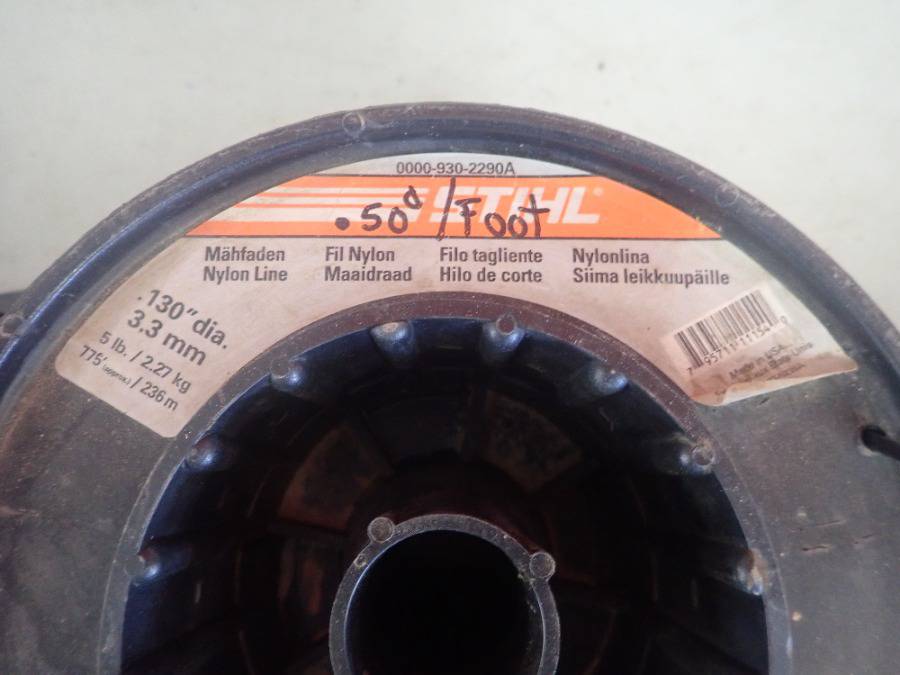 0000-930-2290A
STIHL®
.50¢/Foot
Mähfaden Fil Nylon Filo tagliente Nylonlina
Nylon Line Maaidraad Hilo de corte Siima leikkuupäille
.130" dia.
3.3 mm
5 lb. / 2.27 kg
775' (approx.) / 236 m
Made in USA